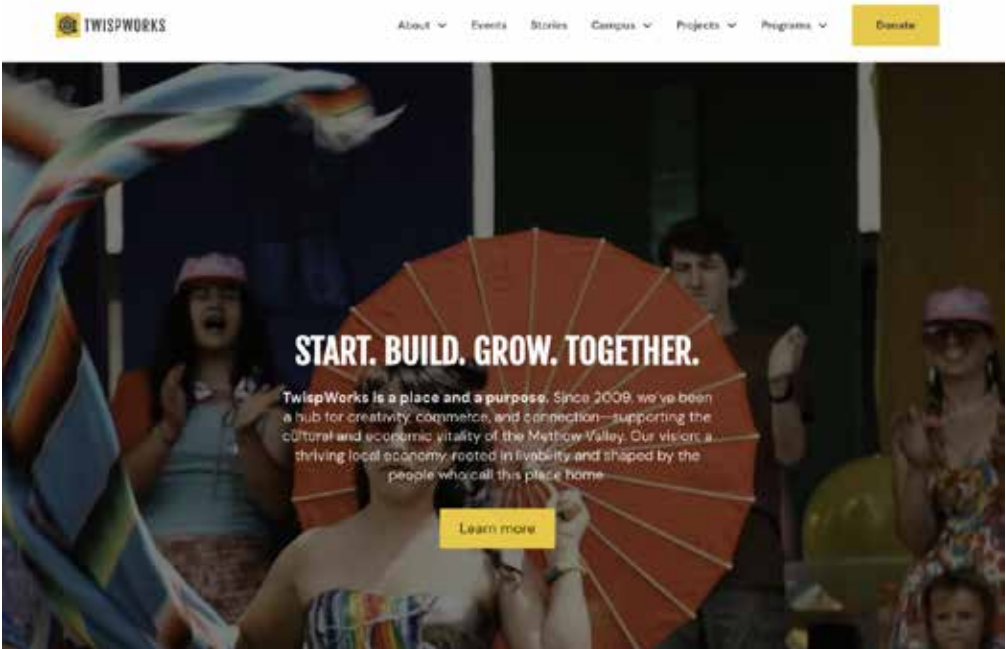 TWISPWORKS
About
Events
Stories
Campus
Projects
Programs
Donate
START. BUILD. GROW. TOGETHER.
TwispWorks is a place and a purpose. Since 2009, we've been
a hub for creativity, commerce, and connection—supporting the
cultural and economic vitality of the Methow Valley. Our vision: a
thriving local economy rooted in livability and shaped by the
people who call this place home.
Learn more